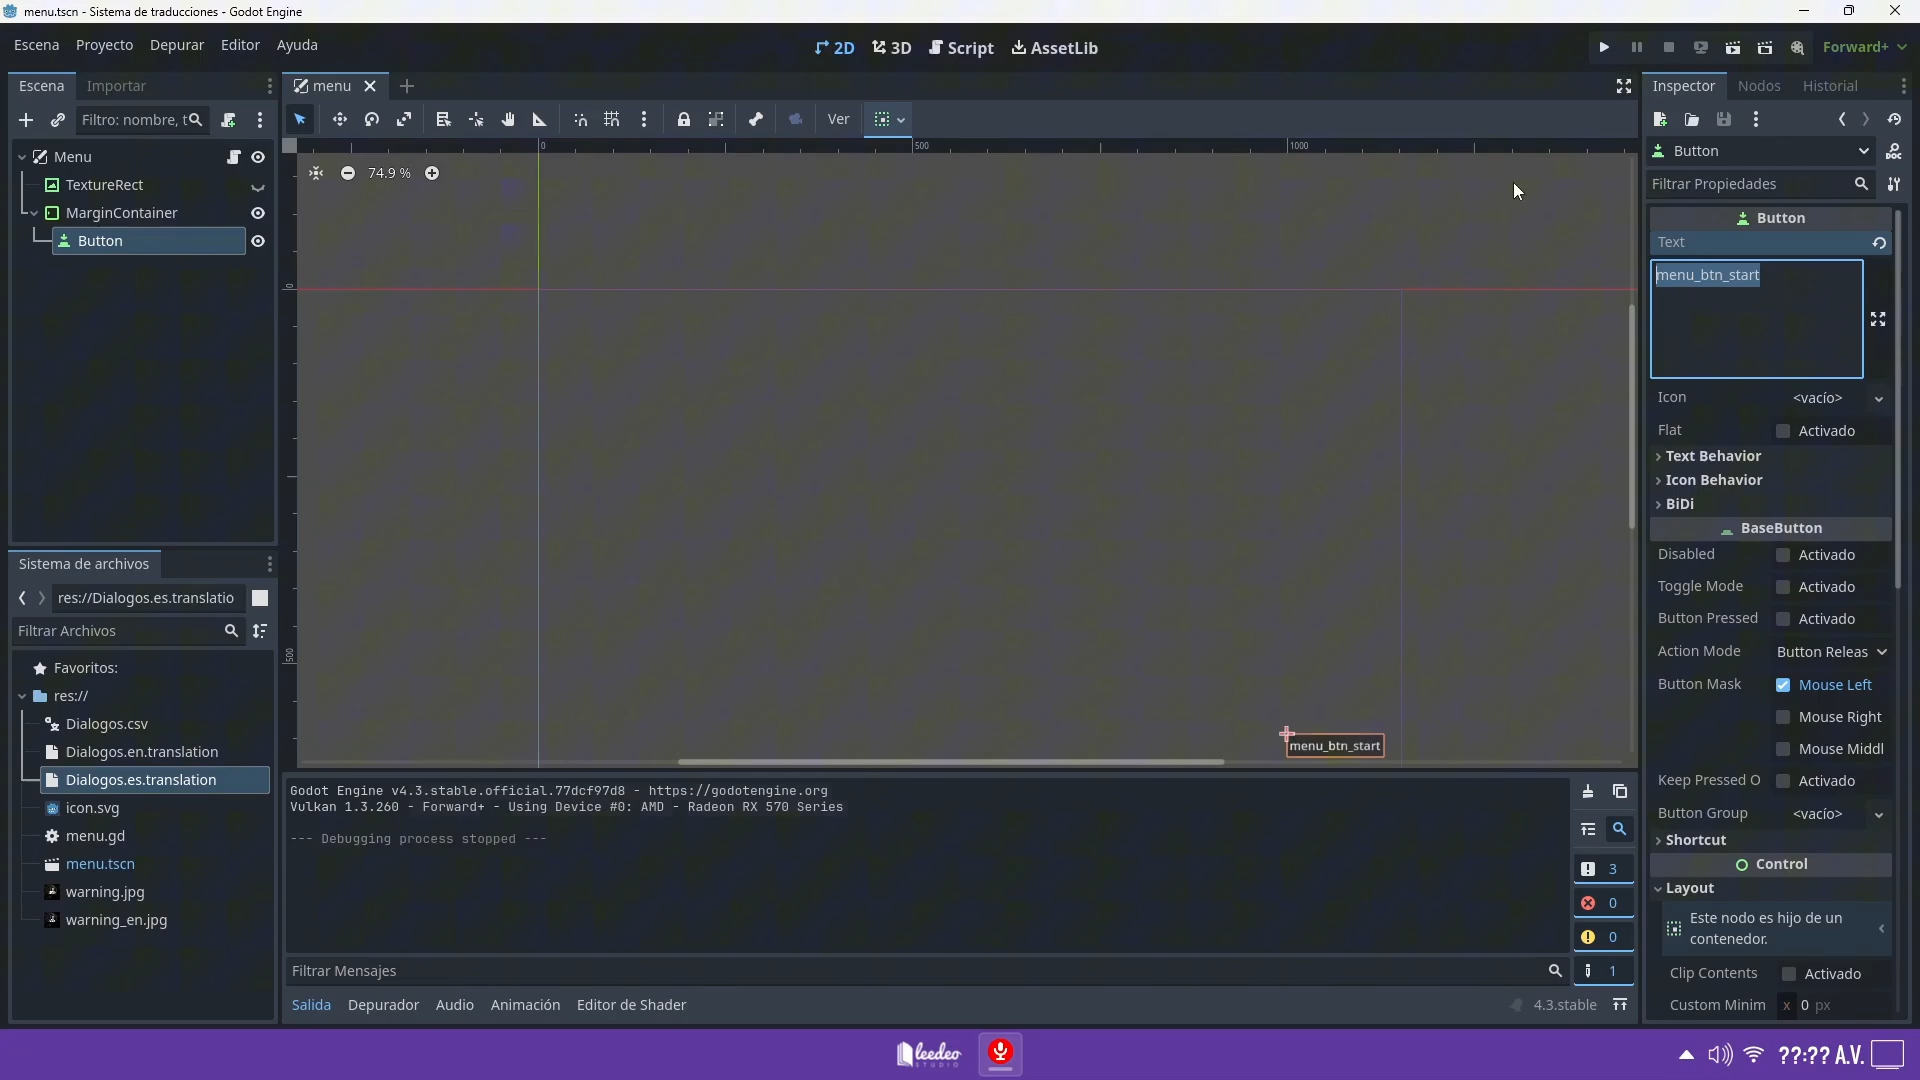 menu.tscn - Sistema de traducciones - Godot Engine
Escena Proyecto Depurar Editor Ayuda
2D 3D Script AssetLib
Forward+
Escena Importar
menu
Inspector Nodos Historial
Filtro: nombre, t
Ver
Button
Filtrar Propiedades
Menu
TextureRect
MarginContainer
Button
0 500 1000
74.9 %
0
500
menu_btn_start
Button
Text
menu_btn_start
Icon <vacío>
Flat Activado
Text Behavior
Icon Behavior
BiDi
BaseButton
Disabled Activado
Toggle Mode Activado
Button Pressed Activado
Action Mode Button Releas
Button Mask Mouse Left
Mouse Right
Mouse Middl
Keep Pressed O Activado
Button Group <vacío>
Shortcut
Control
Layout
Este nodo es hijo de un
contenedor.
Clip Contents Activado
Custom Minim x 0 px
Sistema de archivos
res://Dialogos.es.translatio
Filtrar Archivos
Favoritos:
res://
Dialogos.csv
Dialogos.en.translation
Dialogos.es.translation
icon.svg
menu.gd
menu.tscn
warning.jpg
warning_en.jpg
Godot Engine v4.3.stable.official.77dcf97d8 - https://godotengine.org
Vulkan 1.3.260 - Forward+ - Using Device #0: AMD - Radeon RX 570 Series
--- Debugging process stopped ---
3
0
0
1
Filtrar Mensajes
Salida Depurador Audio Animación Editor de Shader
4.3.stable
leedeo
STUDIO
??:?? A.V.